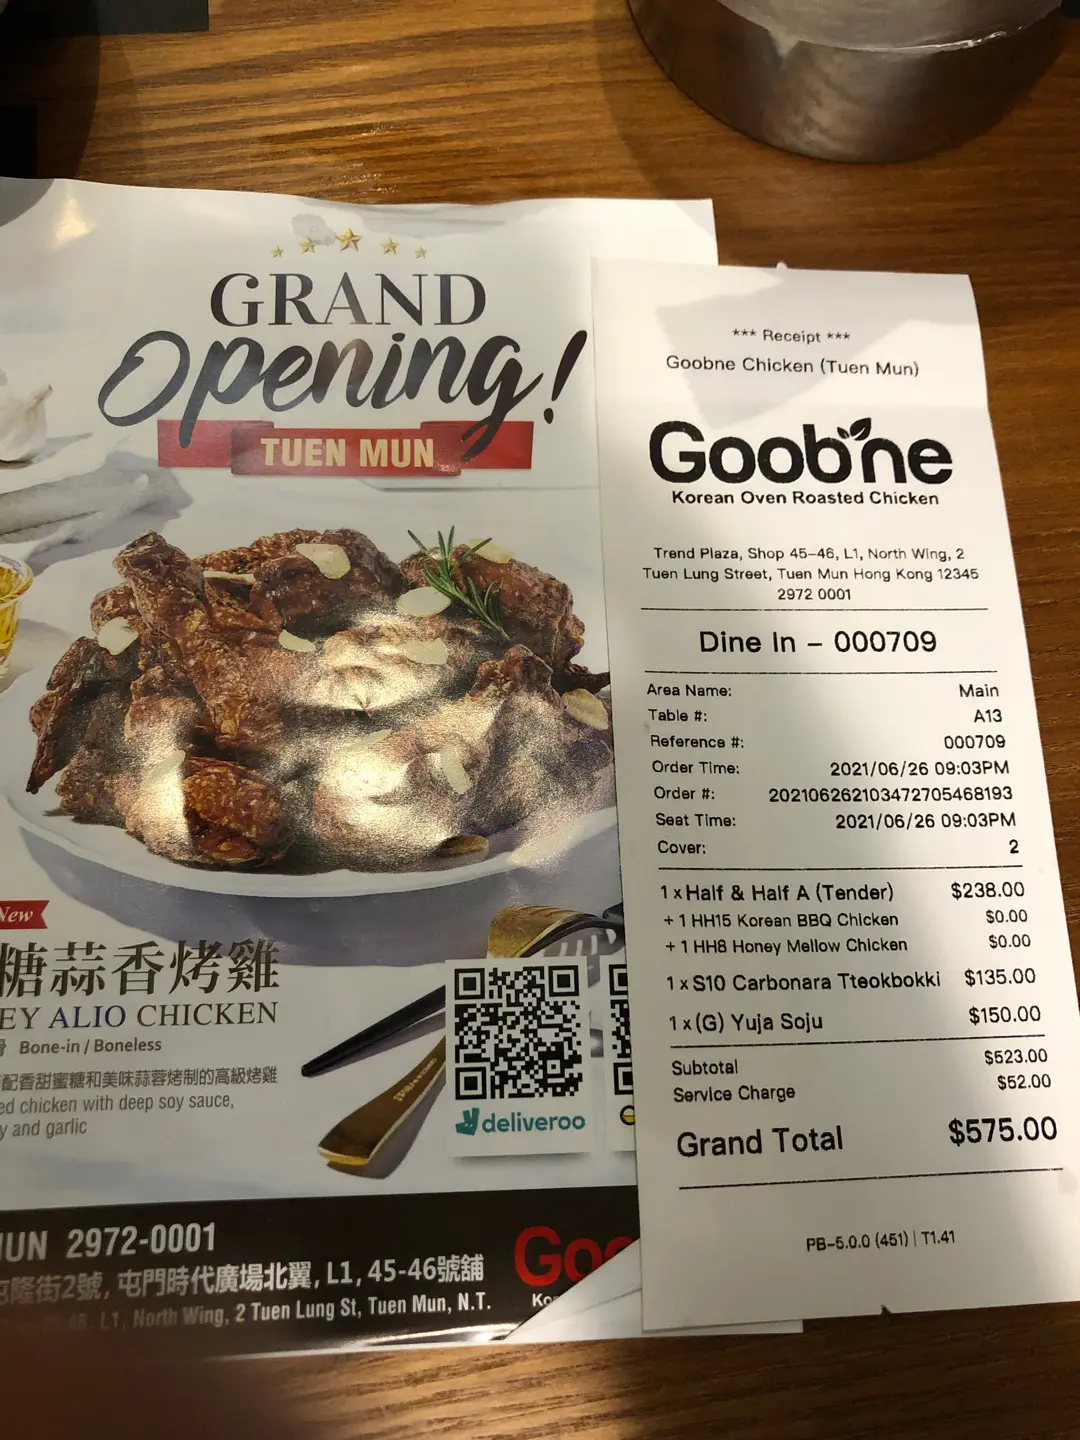 GRAND
Opening!
TUEN MUN
New
糖蒜香烤雞
EY ALIO CHICKEN
Bone-in / Boneless
配香甜蜜糖和美味蒜蓉烤制的高級烤雞
ed chicken with deep soy sauce,
y and garlic
deliveroo
MUN 2972-0001
隆街2號, 屯門時代廣場北翼, L1, 45-46號舖
L1, North Wing, 2 Tuen Lung St, Tuen Mun, N.T.
Goo
Ko
*** Receipt ***
Goobne Chicken (Tuen Mun)
Goobne
Korean Oven Roasted Chicken
Trend Plaza, Shop 45-46, L1, North Wing, 2
Tuen Lung Street, Tuen Mun Hong Kong 12345
2972 0001
Dine In - 000709
Area Name: Main
Table #: A13
Reference #: 000709
Order Time: 2021/06/26 09:03PM
Order #: 202106262103472705468193
Seat Time: 2021/06/26 09:03PM
Cover: 2
1 x Half & Half A (Tender) $238.00
+ 1 HH15 Korean BBQ Chicken $0.00
+ 1 HH8 Honey Mellow Chicken $0.00
1 x S10 Carbonara Tteokbokki $135.00
1 x (G) Yuja Soju $150.00
Subtotal $523.00
Service Charge $52.00
Grand Total $575.00
PB-5.0.0 (451) | T1.41